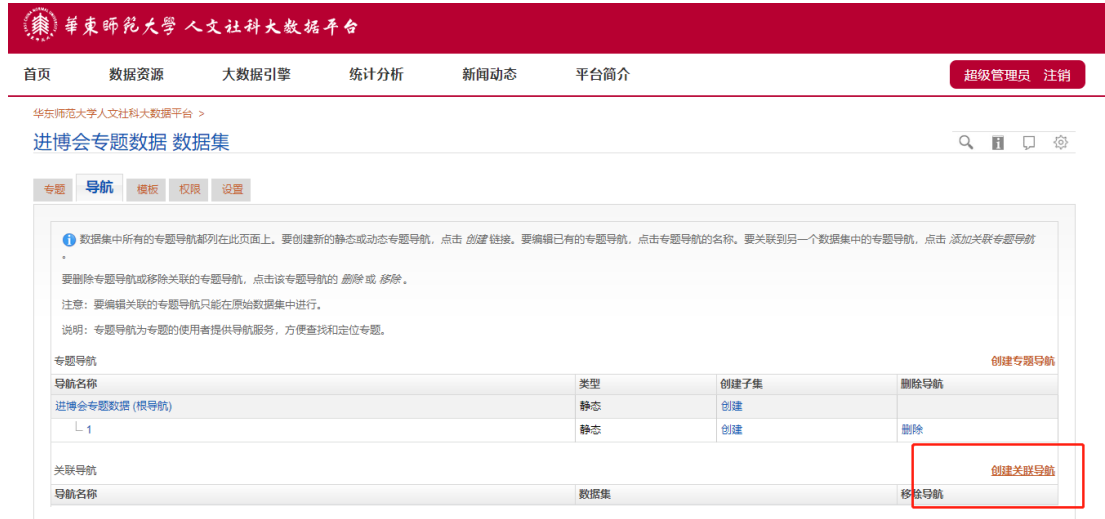 華東師範大學 人文社科大数据平台
首页 数据资源 大数据引擎 统计分析 新闻动态 平台简介 超级管理员 注销
华东师范大学人文社科大数据平台 >
进博会专题数据 数据集
专题 导航 模板 权限 设置
数据集中所有的专题导航都列在此页面上。要创建新的静态或动态专题导航，点击 创建 链接。要编辑已有的专题导航，点击专题导航的名称。要关联到另一个数据集中的专题导航，点击 添加关联专题导航
。
要删除专题导航或移除关联的专题导航，点击该专题导航的 删除 或 移除 。
注意：要编辑关联的专题导航只能在原始数据集中进行。
说明：专题导航为专题的使用者提供导航服务，方便查找和定位专题。
专题导航 创建专题导航
导航名称 类型 创建子集 删除导航
进博会专题数据 (根导航) 静态 创建
1 静态 创建 删除
关联导航 创建关联导航
导航名称 数据集 移除导航